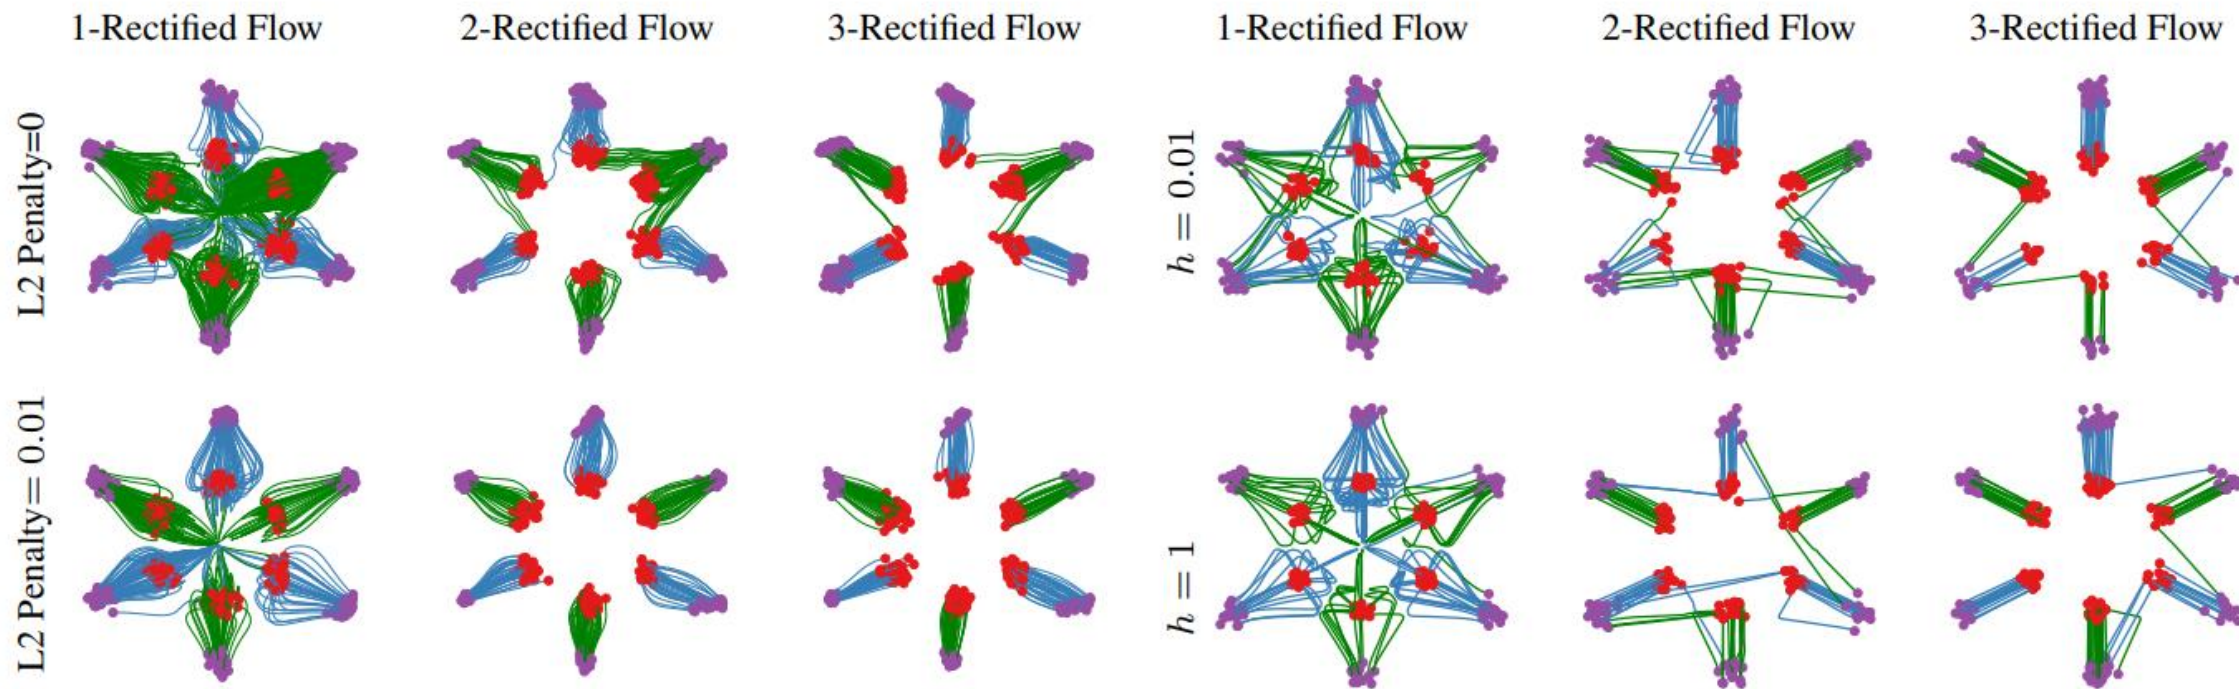 1-Rectified Flow
2-Rectified Flow
3-Rectified Flow
1-Rectified Flow
2-Rectified Flow
3-Rectified Flow
L2 Penalty=0
h = 0.01
L2 Penalty= 0.01
h = 1